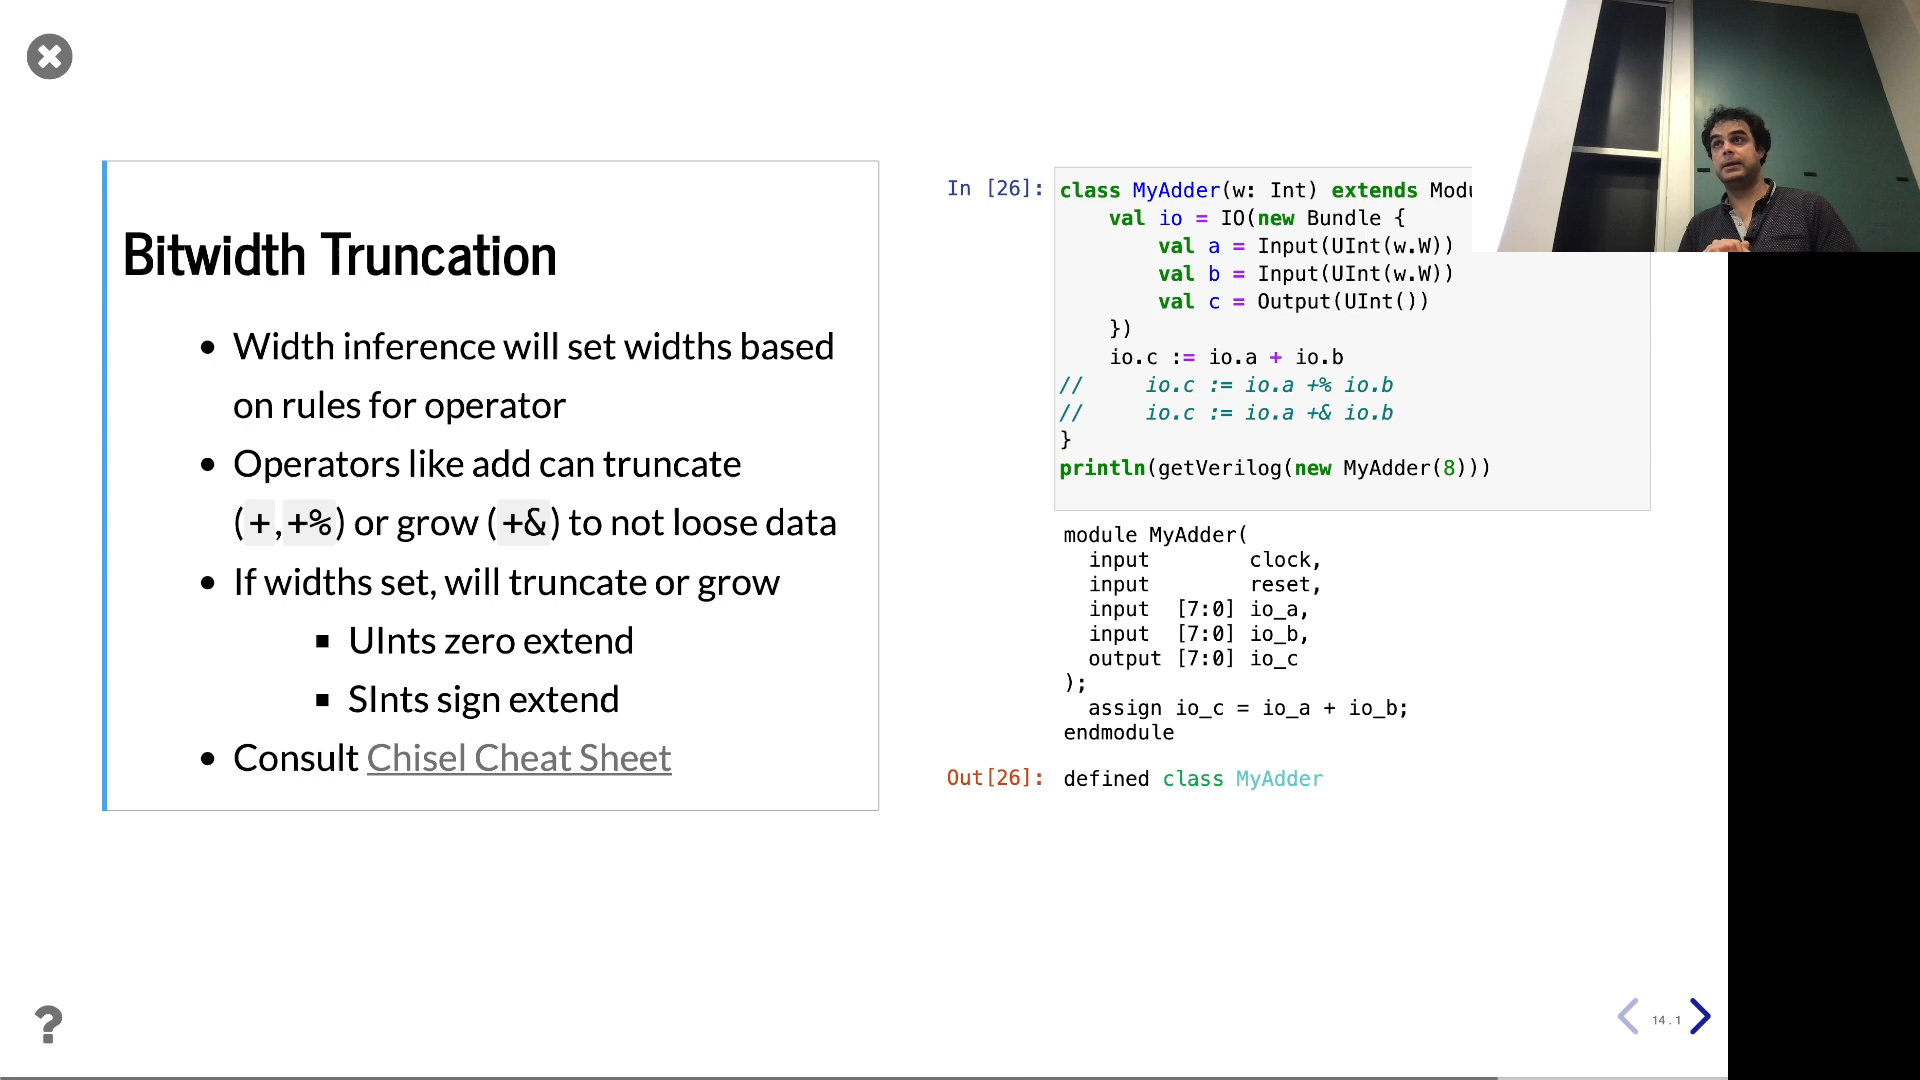 Bitwidth Truncation
• Width inference will set widths based
on rules for operator
• Operators like add can truncate
(+,+%) or grow (+&) to not loose data
• If widths set, will truncate or grow
▪ UInts zero extend
▪ SInts sign extend
• Consult Chisel Cheat Sheet
In [26]:
class MyAdder(w: Int) extends
    val io = IO(new Bundle {
        val a = Input(UInt(w.W))
        val b = Input(UInt(w.W))
        val c = Output(UInt())
    })
    io.c := io.a + io.b
//     io.c := io.a +% io.b
//     io.c := io.a +& io.b
}
println(getVerilog(new MyAdder(8)))
module MyAdder(
  input        clock,
  input        reset,
  input  [7:0] io_a,
  input  [7:0] io_b,
  output [7:0] io_c
);
  assign io_c = io_a + io_b;
endmodule
Out[26]: defined class MyAdder
?
14.1